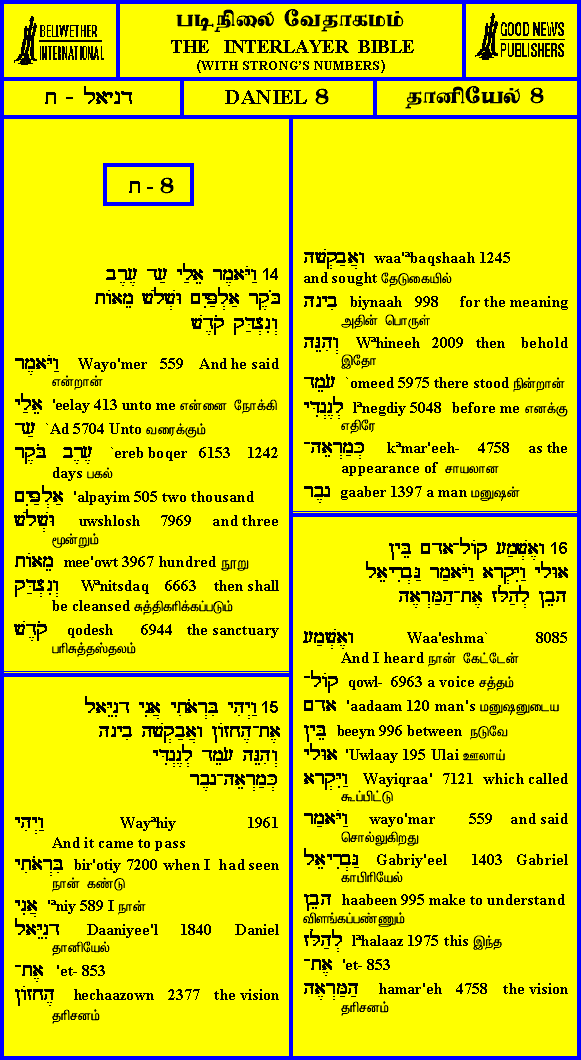 BELLWETHER
INTERNATIONAL
படிநிலை வேதாகமம்
THE INTERLAYER BIBLE
(WITH STRONG'S NUMBERS)
GOOD NEWS
PUBLISHERS
דניאל - ח
DANIEL 8
தானியேல் 8
ח - 8
14 וַיֹּאמֶר אֵלַי עַד עֶרֶב
בֹּקֶר אַלְפַּיִם וּשְׁלֹשׁ מֵאוֹת
וְנִצְדַּק קֹדֶשׁ
וַיֹּאמֶר Wayo'mer 559 And he said
என்றான்
אֵלַי 'eelay 413 unto me என்னை நோக்கி
עַד `Ad 5704 Unto வரைக்கும்
עֶרֶב בֹּקֶר `ereb boqer 6153 1242
days பகல்
אַלְפַּיִם 'alpayim 505 two thousand
וּשְׁלֹשׁ uwshlosh 7969 and three
மூன்றும்
מֵאוֹת mee'owt 3967 hundred நூறு
וְנִצְדַּק Wªnitsdaq 6663 then shall
be cleansed சுத்திகரிக்கப்படும்
קֹדֶשׁ qodesh 6944 the sanctuary
பரிசுத்தஸ்தலம்
15 וַיְהִי בִּרְאֹתִי אֲנִי דָנִיֵּאל
אֶת־הֶחָזוֹן וָאֲבַקְשָׁה בִינָה
וְהִנֵּה עֹמֵד לְנֶגְדִּי
כְּמַרְאֵה־גָבֶר
וַיְהִי Wayªhiy 1961
And it came to pass
בִּרְאֹתִי bir'otiy 7200 when I had seen
நான் கண்டு
אֲנִי 'ªniy 589 I நான்
דָנִיֵּאל Daaniyee'l 1840 Daniel
தானியேல்
אֶת־ 'et- 853
הֶחָזוֹן hechaazown 2377 the vision
தரிசனம்
וָאֲבַקְשָׁה waa'ªbaqshaah 1245
and sought தேடுகையில்
בִינָה biynaah 998 for the meaning
அதின் பொருள்
וְהִנֵּה Wªhineeh 2009 then behold
இதோ
עֹמֵד `omeed 5975 there stood நின்றான்
לְנֶגְדִּי lªnegdiy 5048 before me எனக்கு
எதிரே
כְּמַרְאֵה־ kªmar'eeh- 4758 as the
appearance of சாயலான
גָבֶר gaaber 1397 a man மனுஷன்
16 וָאֶשְׁמַע קוֹל־אָדָם בֵּין
אוּלָי וַיִּקְרָא וַיֹּאמַר גַּבְרִיאֵל
הָבֵן לְהַלָּז אֶת־הַמַּרְאֶה
וָאֶשְׁמַע Waa'eshma` 8085
And I heard நான் கேட்டேன்
קוֹל־ qowl- 6963 a voice சத்தம்
אָדָם 'aadaam 120 man's மனுஷனுடைய
בֵּין beeyn 996 between நடுவே
אוּלָי 'Uwlaay 195 Ulai ஊலாய்
וַיִּקְרָא Wayiqraa' 7121 which called
கூப்பிட்டு
וַיֹּאמַר wayo'mar 559 and said
சொல்லுகிறது
גַּבְרִיאֵל Gabriy'eel 1403 Gabriel
காபிரியேல்
הָבֵן haabeen 995 make to understand
விளங்கப்பண்ணும்
לְהַלָּז lªhalaaz 1975 this இந்த
אֶת־ 'et- 853
הַמַּרְאֶה hamar'eh 4758 the vision
தரிசனம்